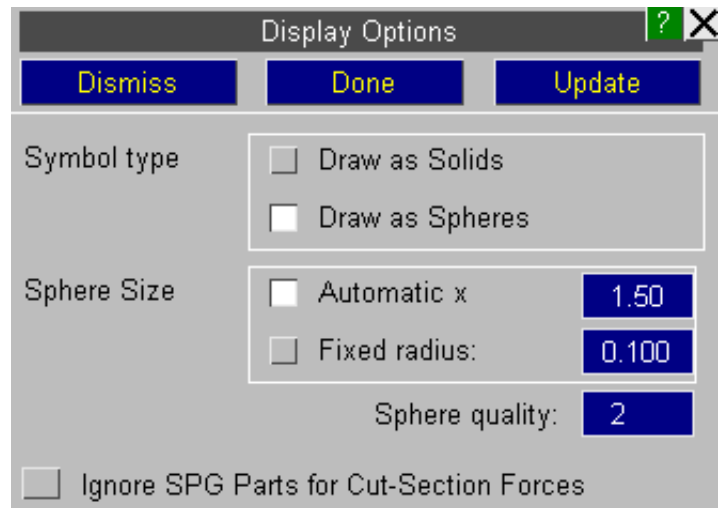 Display Options ? X
Dismiss Done Update
Symbol type Draw as Solids
Draw as Spheres
Sphere Size Automatic x 1.50
Fixed radius: 0.100
Sphere quality: 2
Ignore SPG Parts for Cut-Section Forces